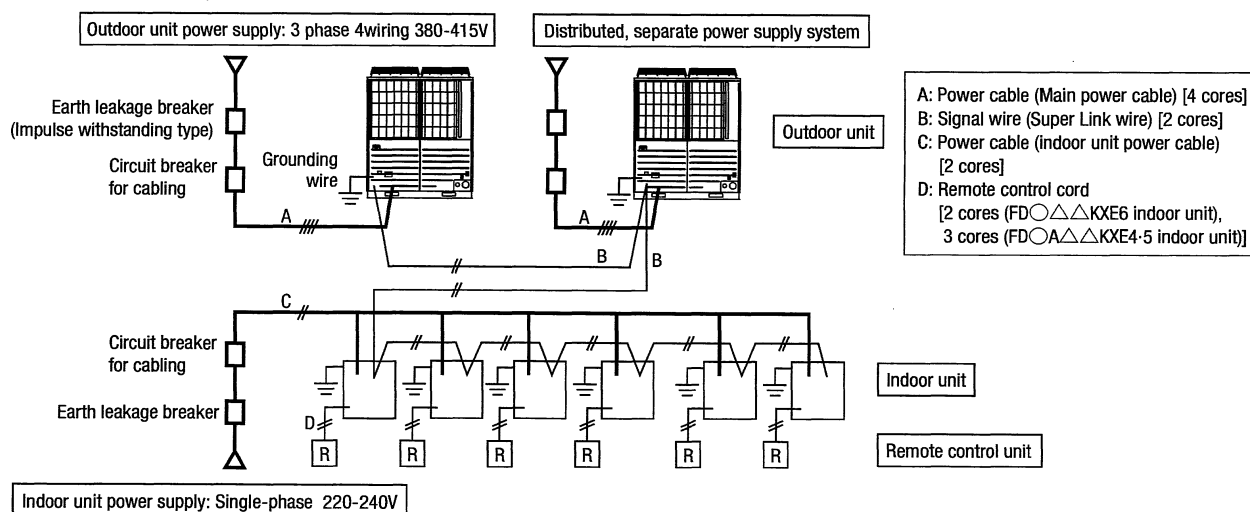 Outdoor unit power supply: 3 phase 4wiring 380-415V
Distributed, separate power supply system
Earth leakage breaker
(Impulse withstanding type)
Circuit breaker
for cabling
Grounding
wire
A
A
Outdoor unit
A: Power cable (Main power cable) [4 cores]
B: Signal wire (Super Link wire) [2 cores]
C: Power cable (indoor unit power cable)
[2 cores]
D: Remote control cord
[2 cores (FD○△△KXE6 indoor unit),
3 cores (FD○A△△KXE4·5 indoor unit)]
B
B
C
Circuit breaker
for cabling
Earth leakage breaker
D
R
R
R
R
R
R
Indoor unit
Remote control unit
Indoor unit power supply: Single-phase 220-240V